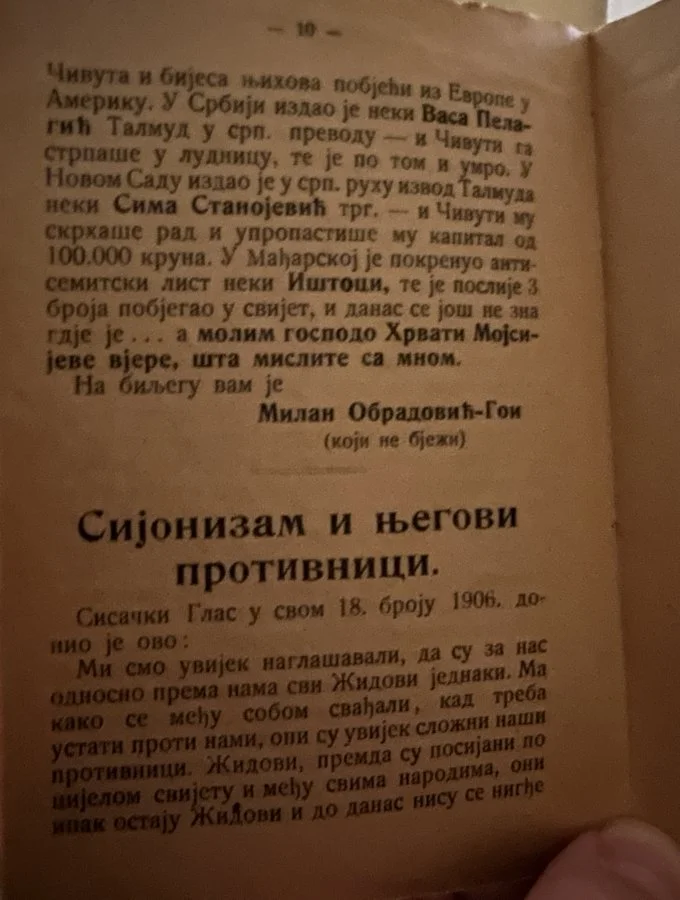 — 10 —
Чивута и бијеса њихова побјећи из Европе у
Америку. У Србији издао је неки Васа Пела-
гић Талмуд у срп. преводу — и Чивути га
стрпаше у лудницу, те је по том и умро. У
Новом Саду издао је у срп. руху извод Талмуда
неки Сима Станојевић трг. — и Чивути му
скрхаше рад и упропастише му капитал од
100.000 круна. У Мађарској је покренуо анти-
семитски лист неки Иштоци, те је послије 3
броја побјегао у свијет, и данас се још не зна
гдје је... а молим господо Хрвати Мојси-
јеве вјере, шта мислите са мном.
На биљегу вам је
Милан Обрадовић-Гои
(који не бјежи)
Сијонизам и његови
противници.
Сисачки Глас у свом 18. броју 1906. до-
нио је ово:
Ми смо увијек наглашавали, да су за нас
односно према нама сви Жидови једнаки. Ма
како се међу собом свађали, кад треба
устати проти нами, они су увијек сложни наши
противници. Жидови, премда су посијани по
цијелом свијету и међу свима народима, они
ипак остају Жидови и до данас нису се нигђе